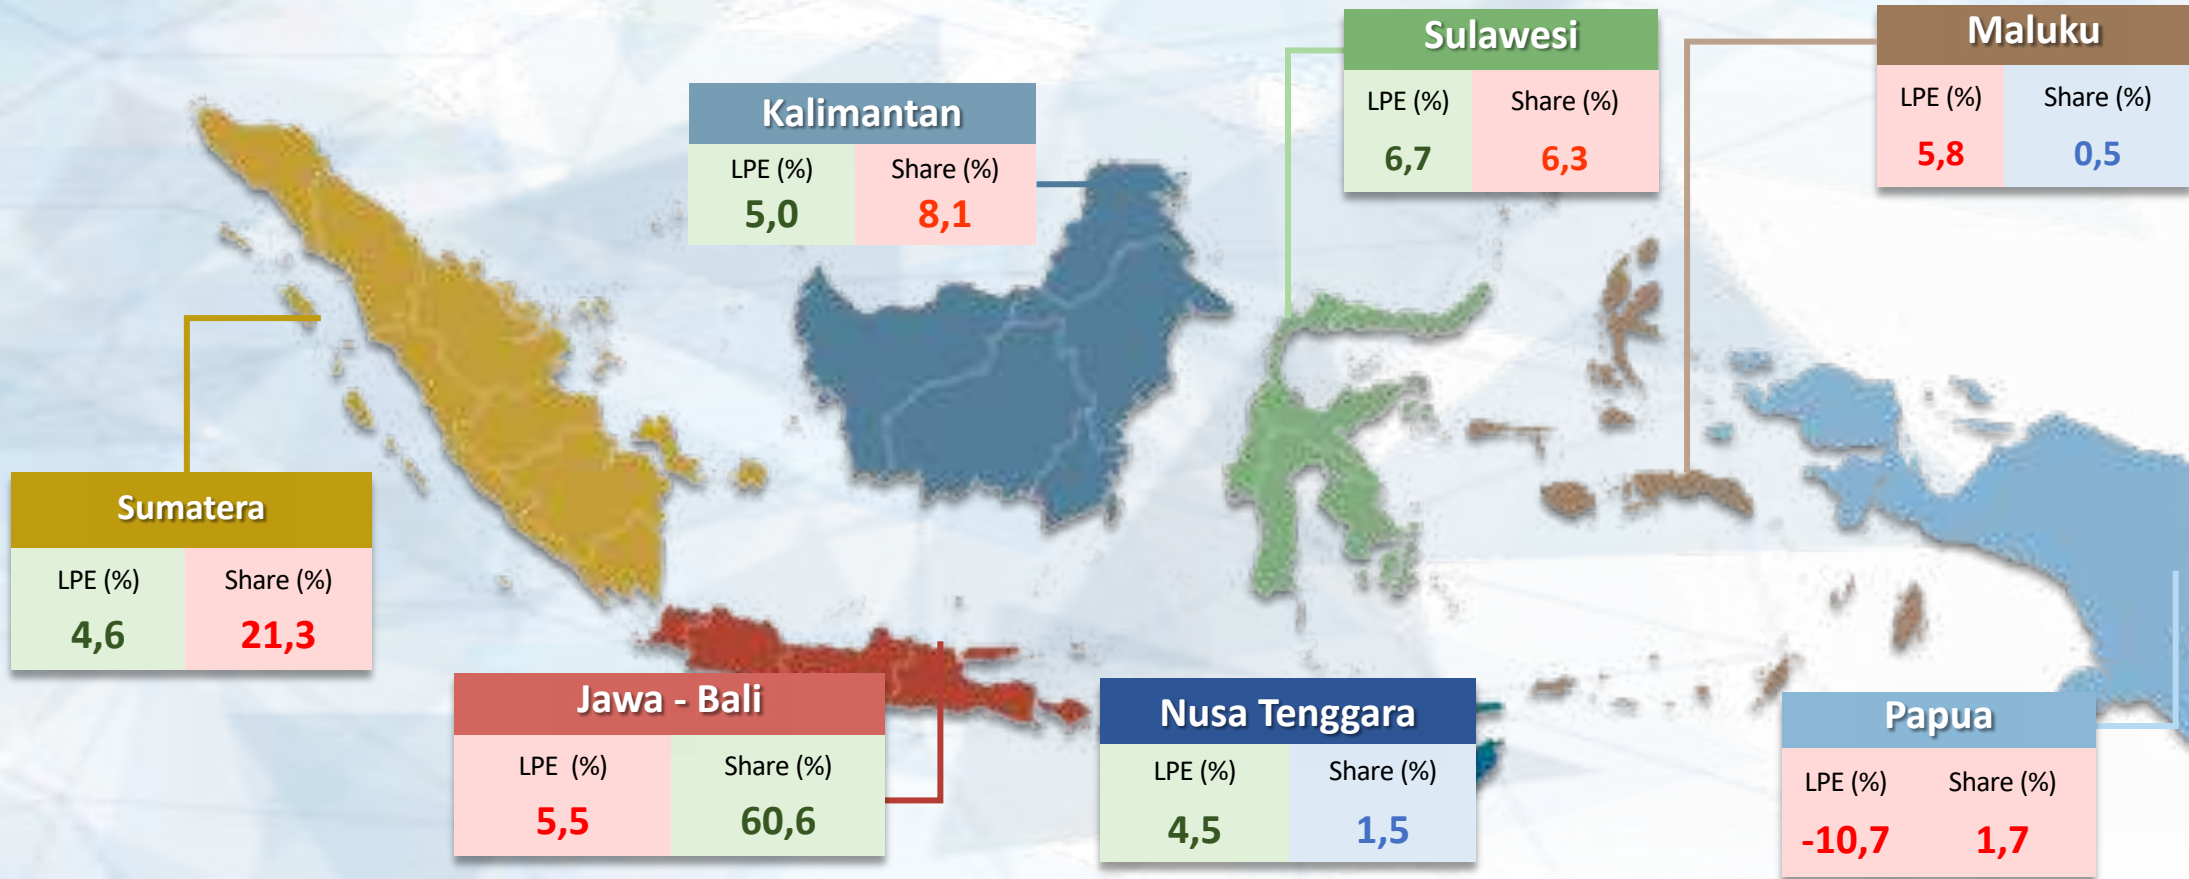 Sulawesi
LPE (%) Share (%)
6,7 6,3
Maluku
LPE (%) Share (%)
5,8 0,5
Kalimantan
LPE (%) Share (%)
5,0 8,1
Sumatera
LPE (%) Share (%)
4,6 21,3
Jawa - Bali
LPE (%) Share (%)
5,5 60,6
Nusa Tenggara
LPE (%) Share (%)
4,5 1,5
Papua
LPE (%) Share (%)
-10,7 1,7